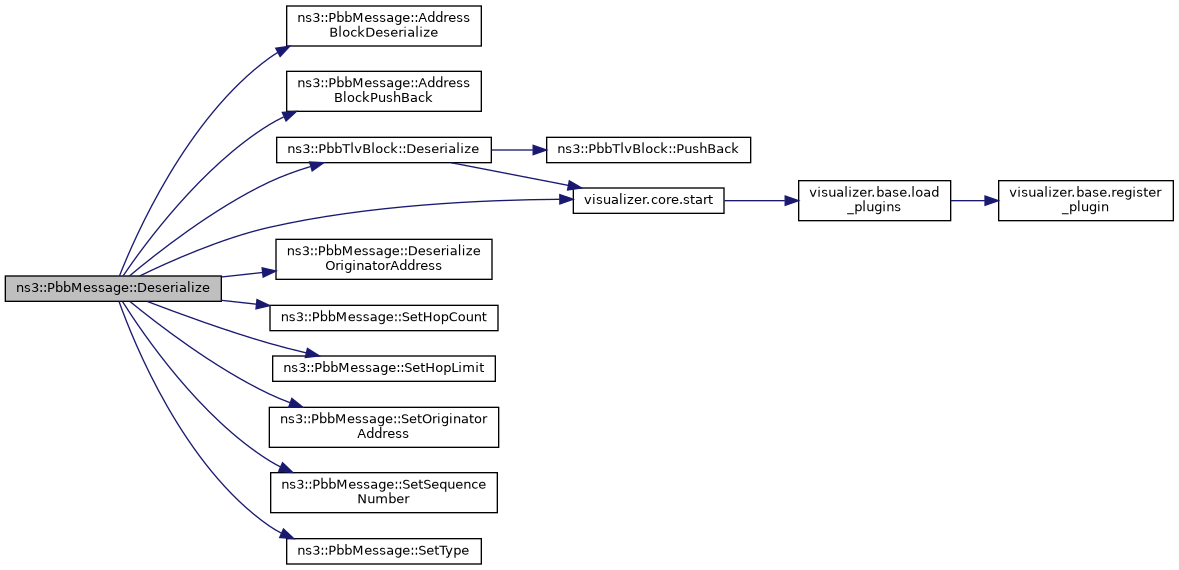 ns3::PbbMessage::Address
BlockDeserialize
ns3::PbbMessage::Address
BlockPushBack
ns3::PbbTlvBlock::Deserialize
ns3::PbbTlvBlock::PushBack
visualizer.core.start
visualizer.base.load
_plugins
visualizer.base.register
_plugin
ns3::PbbMessage::Deserialize
OriginatorAddress
ns3::PbbMessage::Deserialize
ns3::PbbMessage::SetHopCount
ns3::PbbMessage::SetHopLimit
ns3::PbbMessage::SetOriginator
Address
ns3::PbbMessage::SetSequence
Number
ns3::PbbMessage::SetType